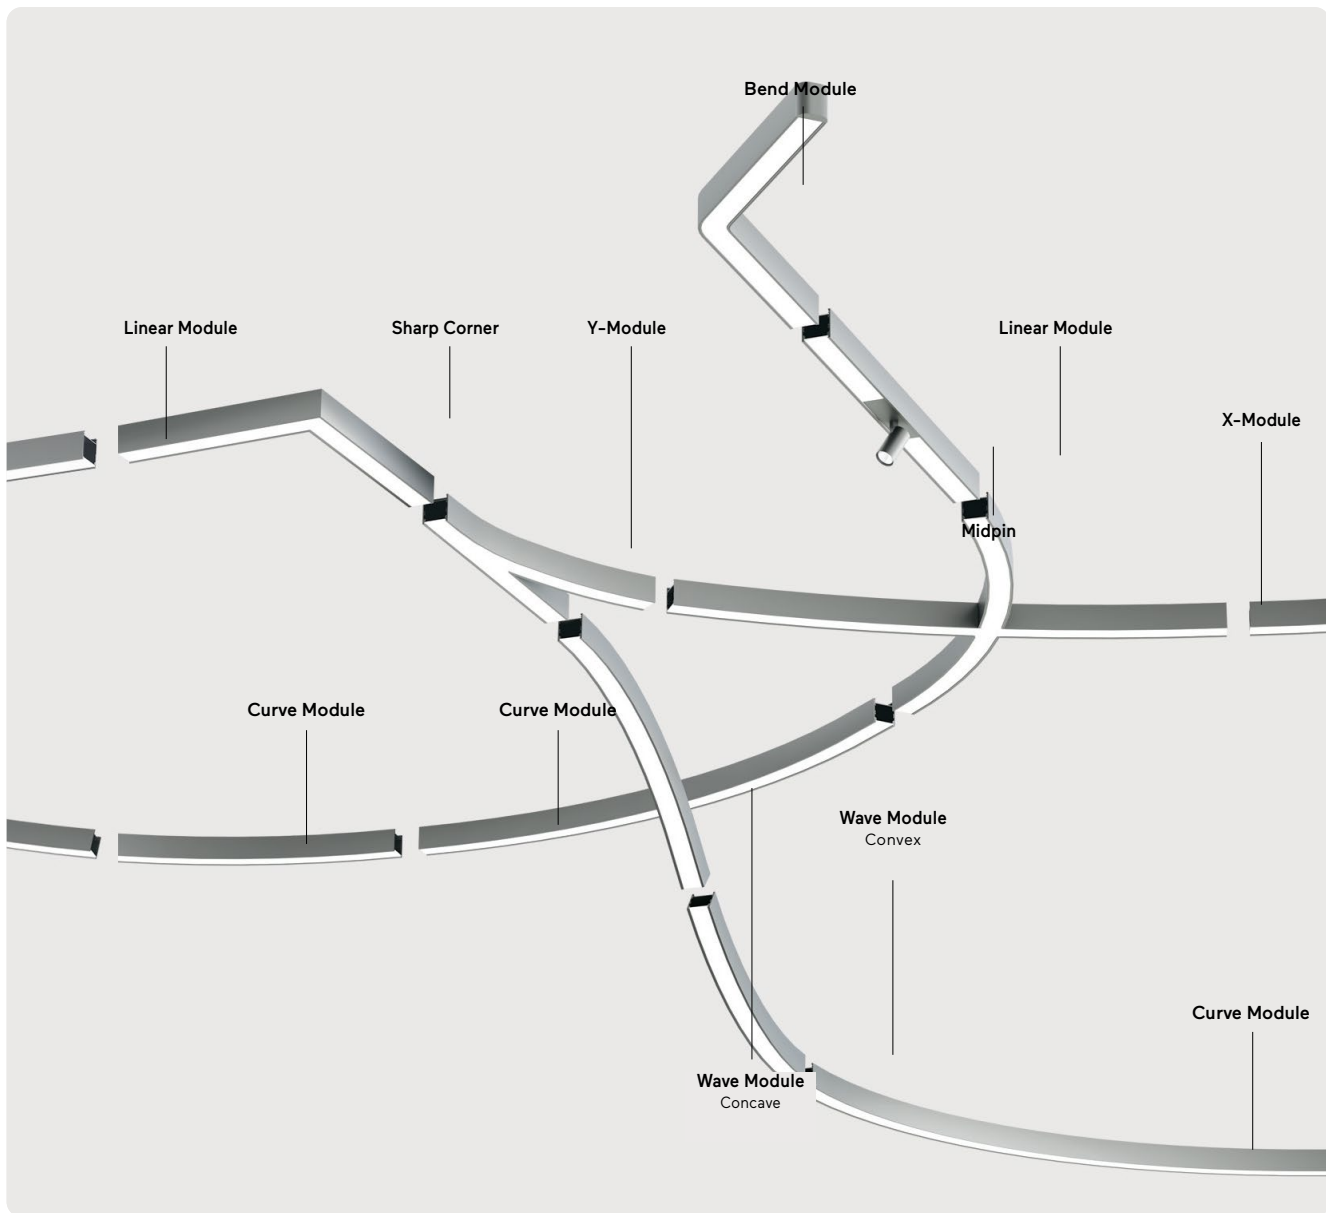 Bend Module
Linear Module
Sharp Corner
Y-Module
Linear Module
X-Module
Midpin
Curve Module
Curve Module
Wave Module
Convex
Curve Module
Wave Module
Concave